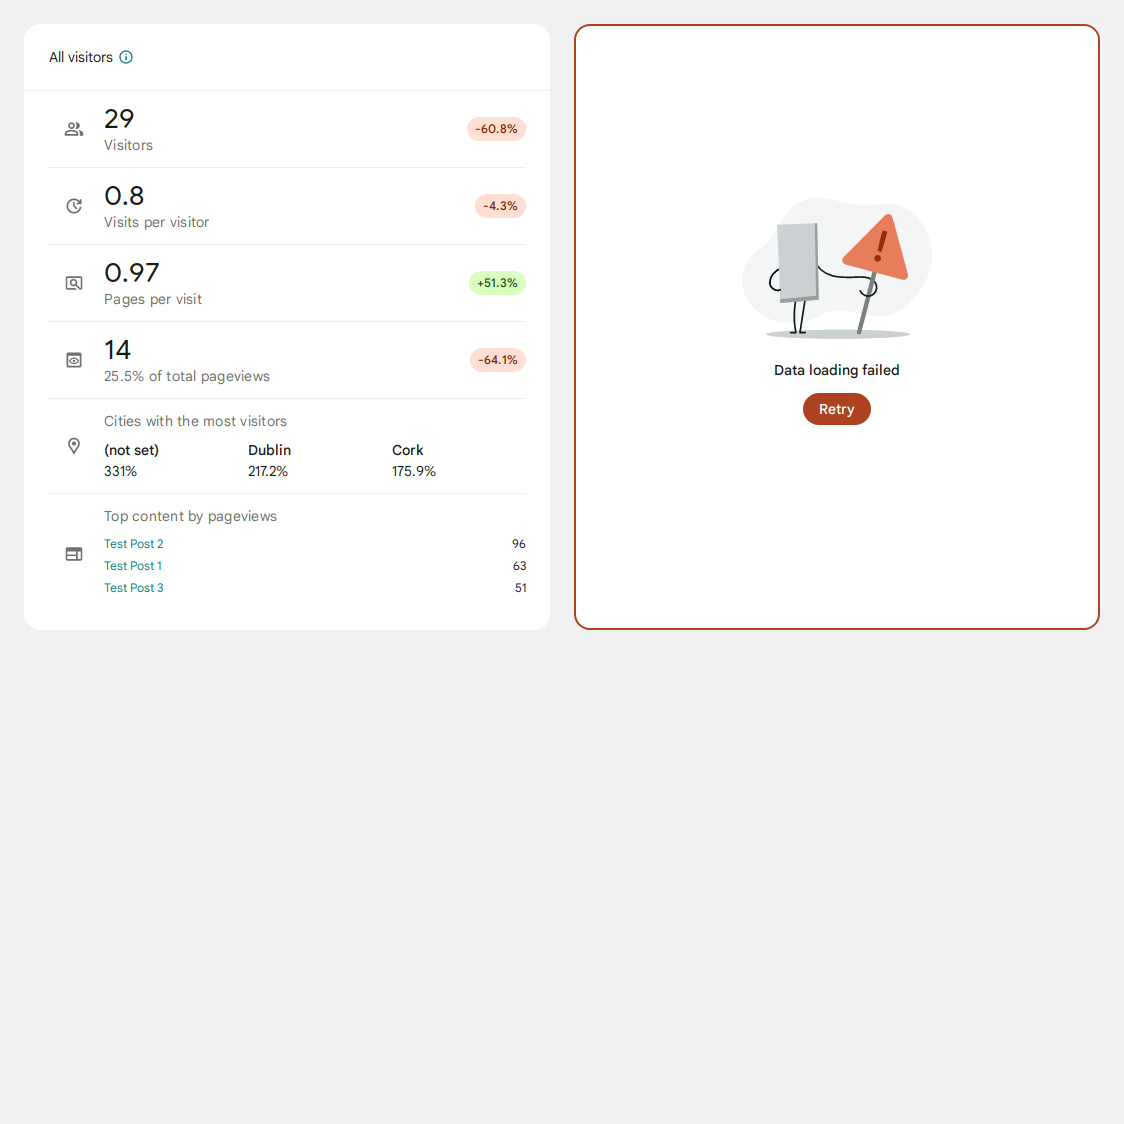 All visitors
29
Visitors
-60.8%
0.8
Visits per visitor
-4.3%
0.97
Pages per visit
+51.3%
14
25.5% of total pageviews
-64.1%
Cities with the most visitors
(not set) Dublin Cork
331% 217.2% 175.9%
Top content by pageviews
Test Post 2 96
Test Post 1 63
Test Post 3 51
Data loading failed
Retry